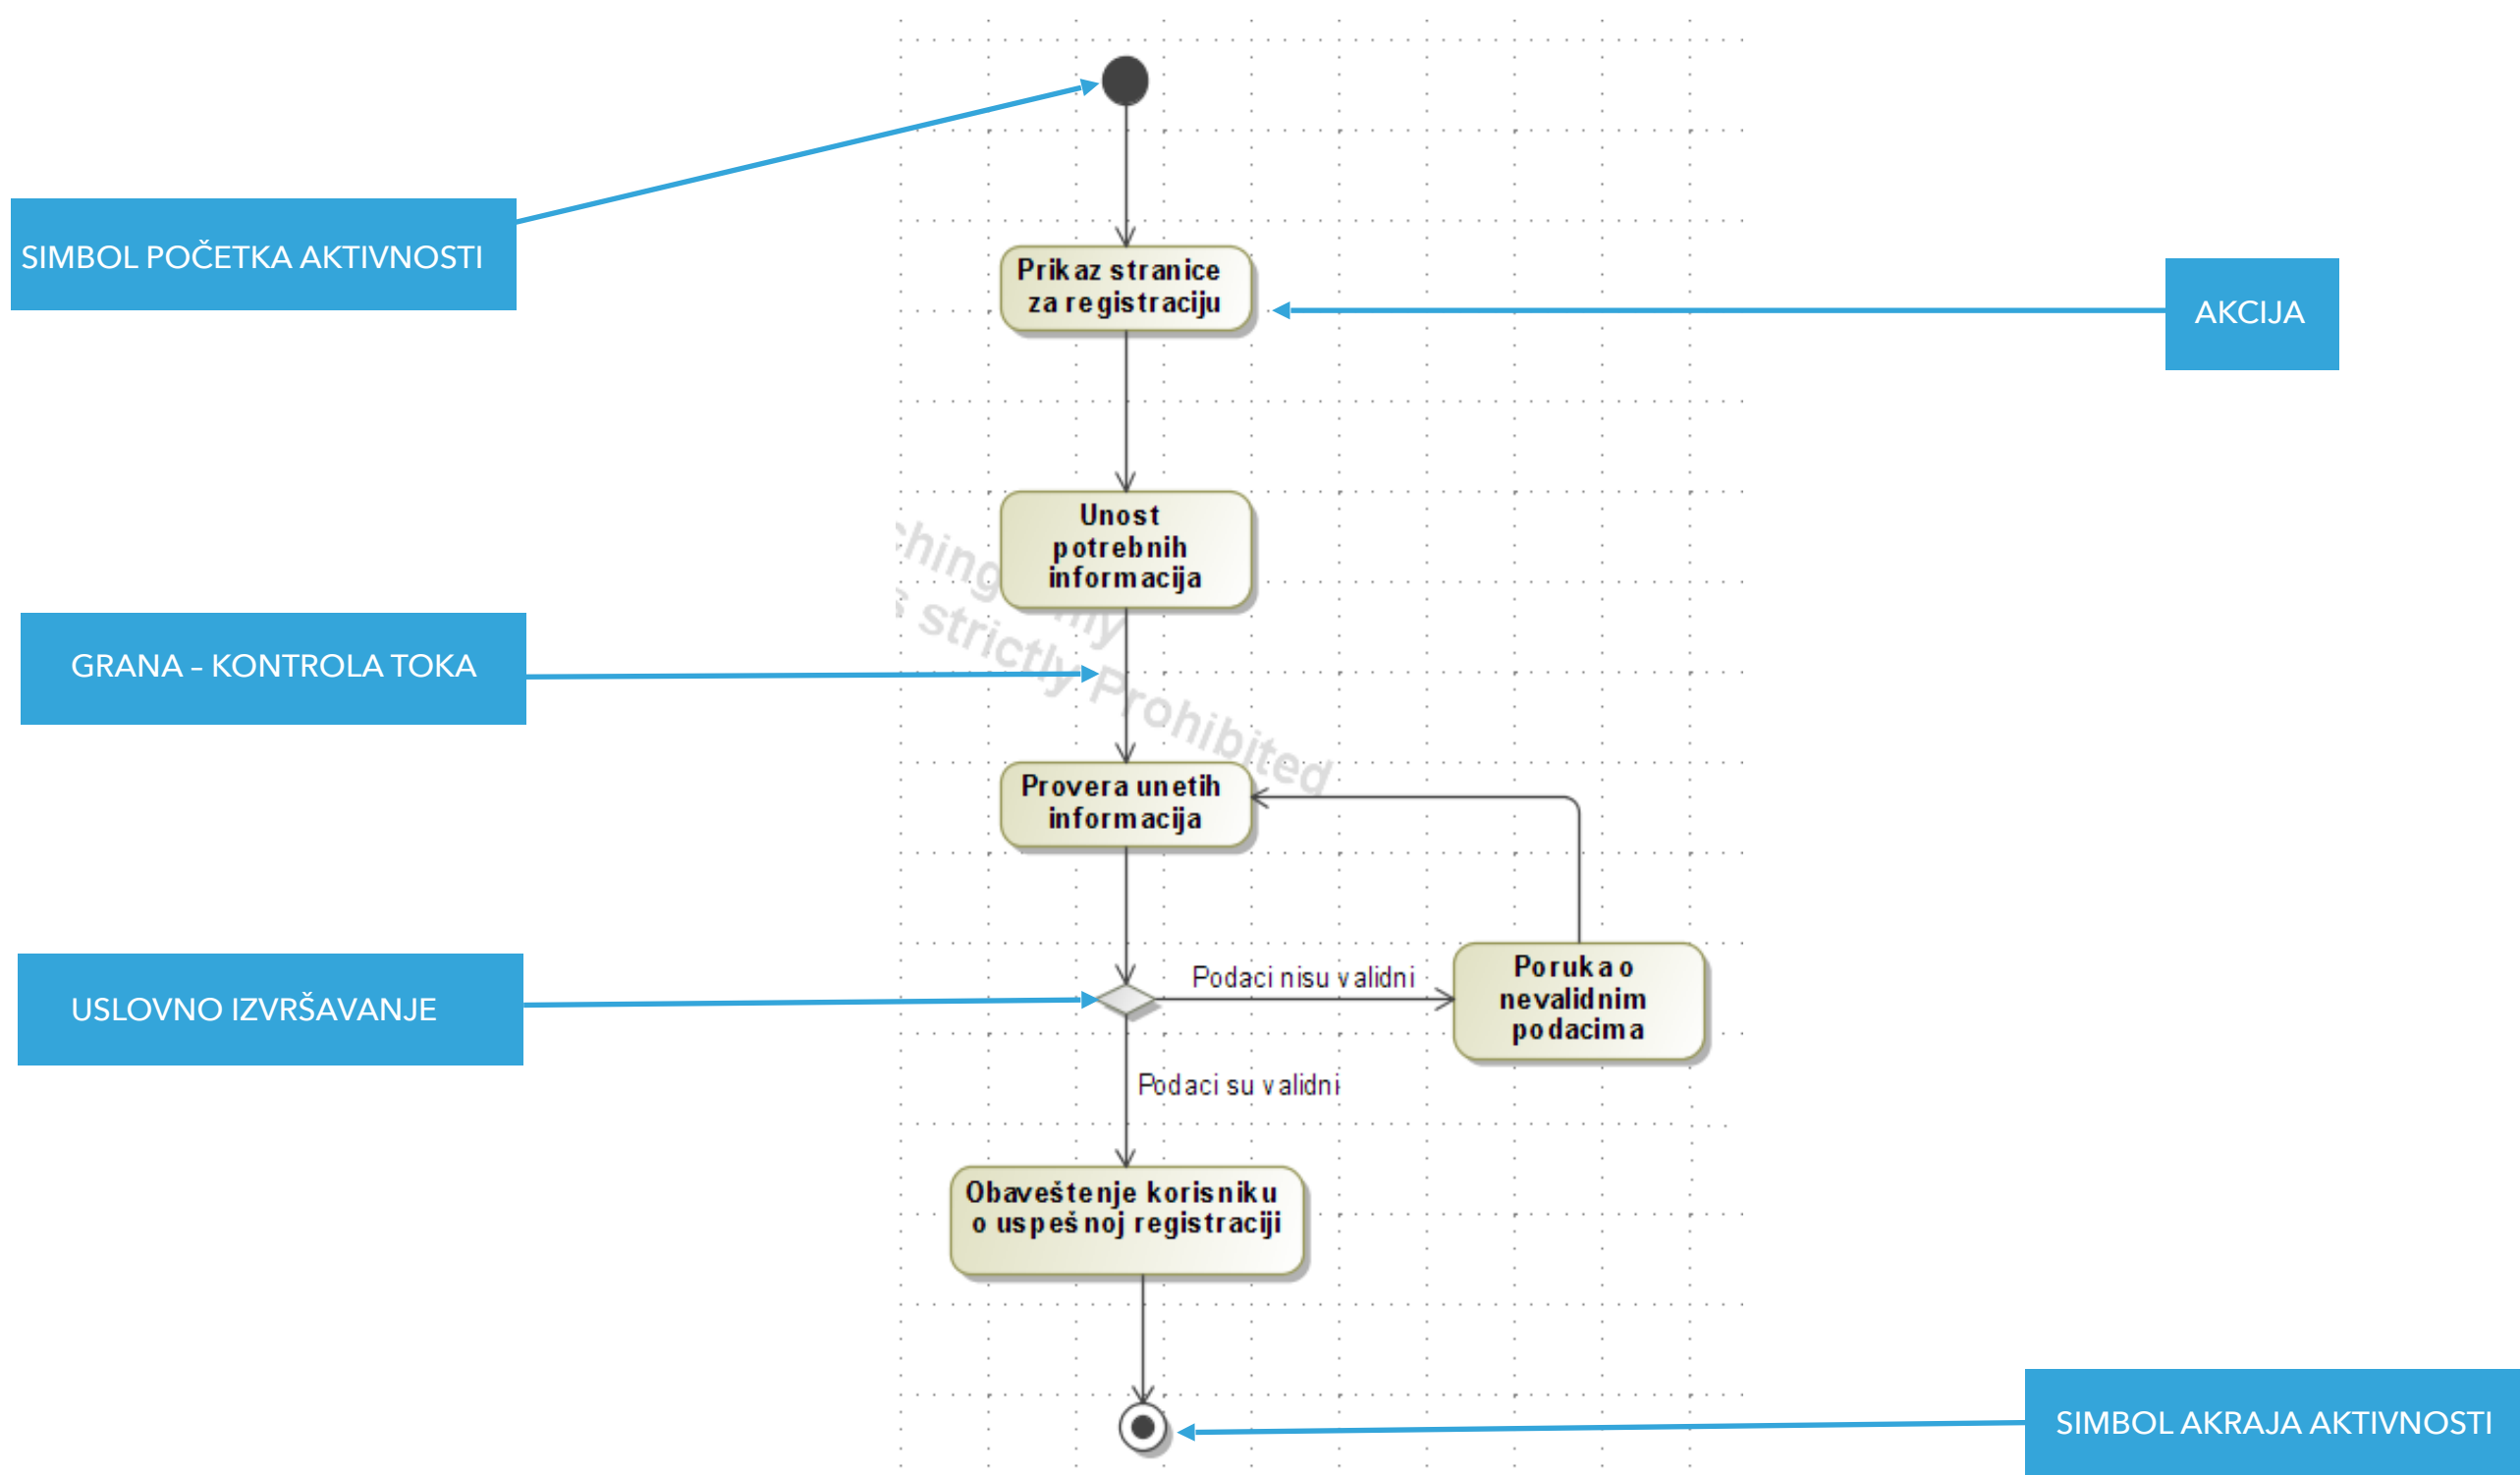 SIMBOL POČETKA AKTIVNOSTI
Prikaz stranice
za registraciju
AKCIJA
Unost
potrebnih
informacija
strictly Prohibited
GRANA – KONTROLA TOKA
Provera unetih
informacija
USLOVNO IZVRŠAVANJE
Podaci nisu validni
Poruka o
nevalidnim
podacima
Podaci su validni
Obaveštenje korisniku
o uspešnoj registraciji
SIMBOL AKRAJA AKTIVNOSTI